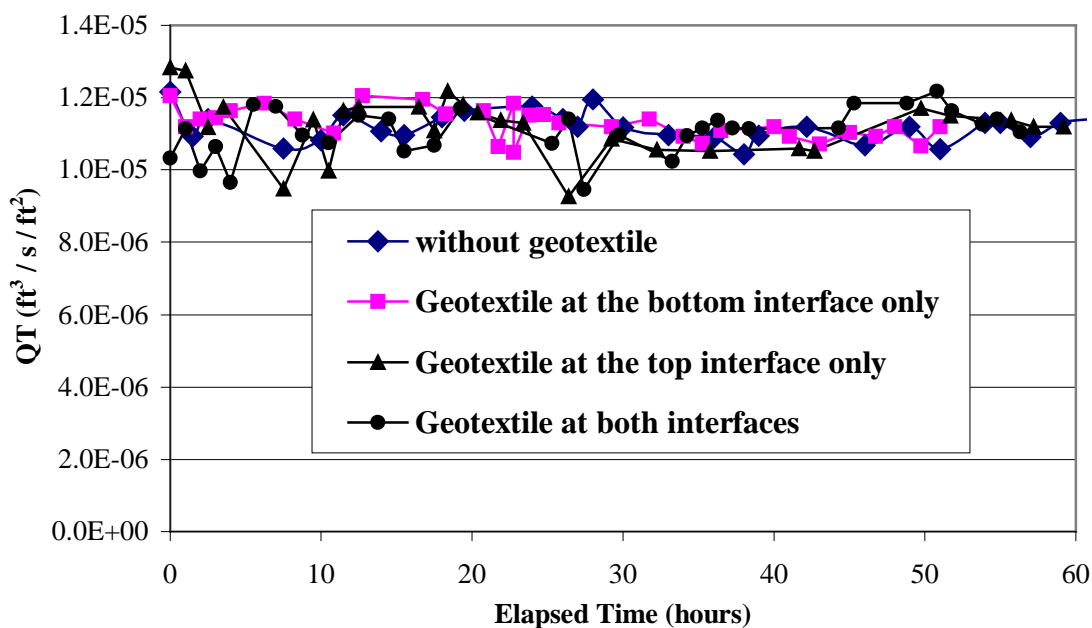 1.4E-05
1.2E-05
1.0E-05
8.0E-06
6.0E-06
4.0E-06
2.0E-06
0.0E+00
QT (ft³ / s / ft²)
without geotextile
Geotextile at the bottom interface only
Geotextile at the top interface only
Geotextile at both interfaces
0 10 20 30 40 50 60
Elapsed Time (hours)